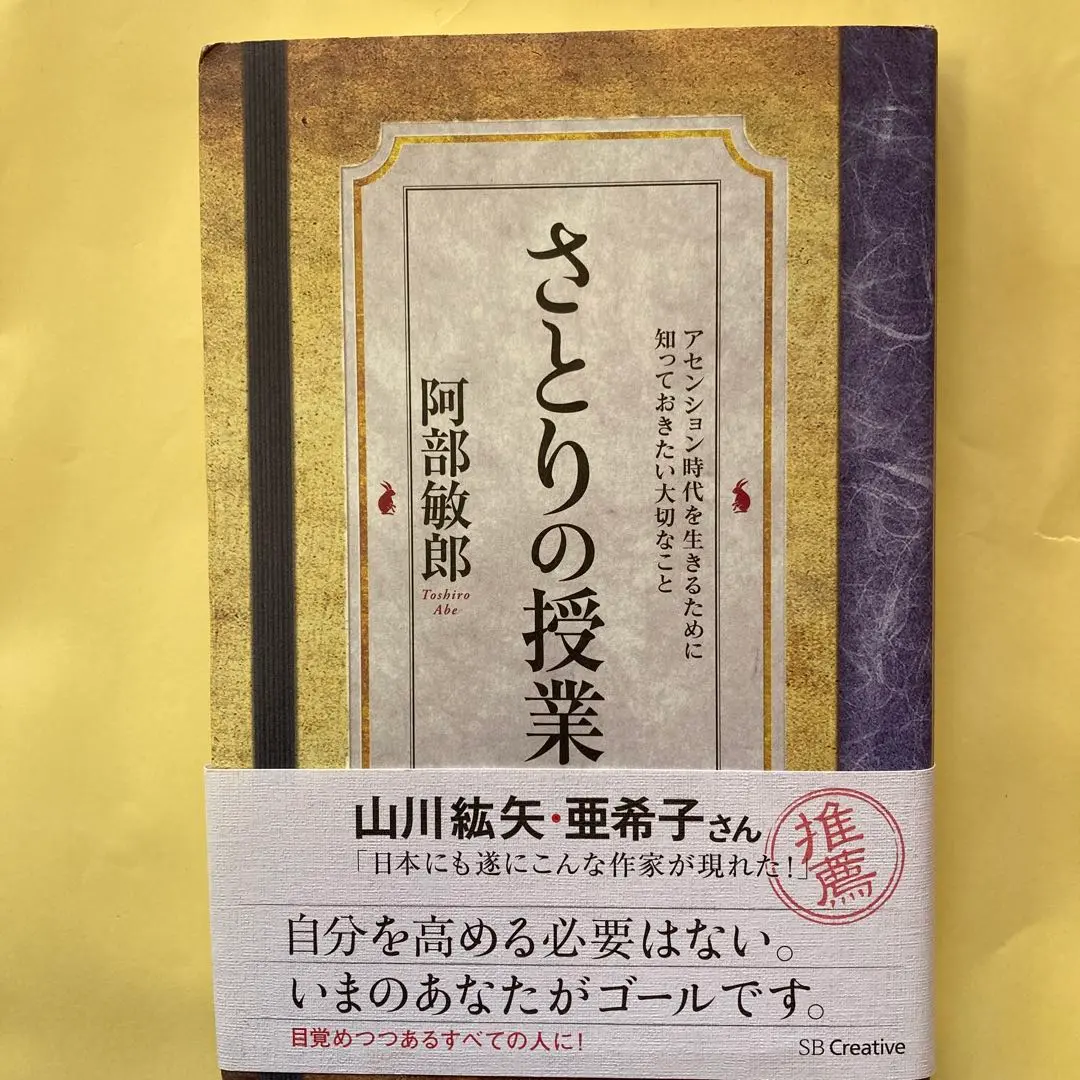 アセンション時代を生きるために
知っておきたい大切なこと
さとりの授業
阿部敏郎
Toshiro
Abe
山川紘矢・亜希子さん
「日本にも遂にこんな作家が現れた!」
推薦
自分を高める必要はない。
いまのあなたがゴールです。
目覚めつつあるすべての人に!
SB Creative